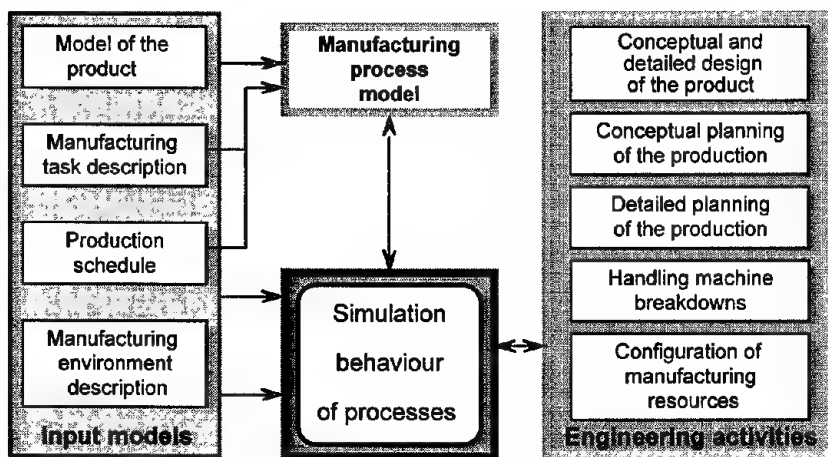 Model of the
product
Manufacturing
task description
Production
schedule
Manufacturing
environment
description
Input models
Manufacturing
process
model
Simulation
behaviour
of processes
Conceptual and
detailed design
of the product
Conceptual planning
of the production
Detailed planning
of the production
Handling machine
breakdowns
Configuration of
manufacturing
resources
Engineering activities